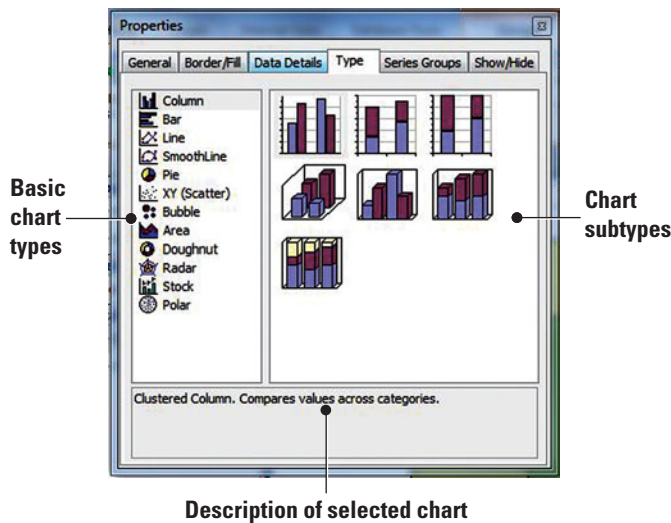 Properties
General Border/Fill Data Details Type Series Groups Show/Hide
Column
Bar
Line
SmoothLine
Pie
XY (Scatter)
Bubble
Area
Doughnut
Radar
Stock
Polar
Basic
chart
types
Chart
subtypes
Clustered Column. Compares values across categories.
Description of selected chart